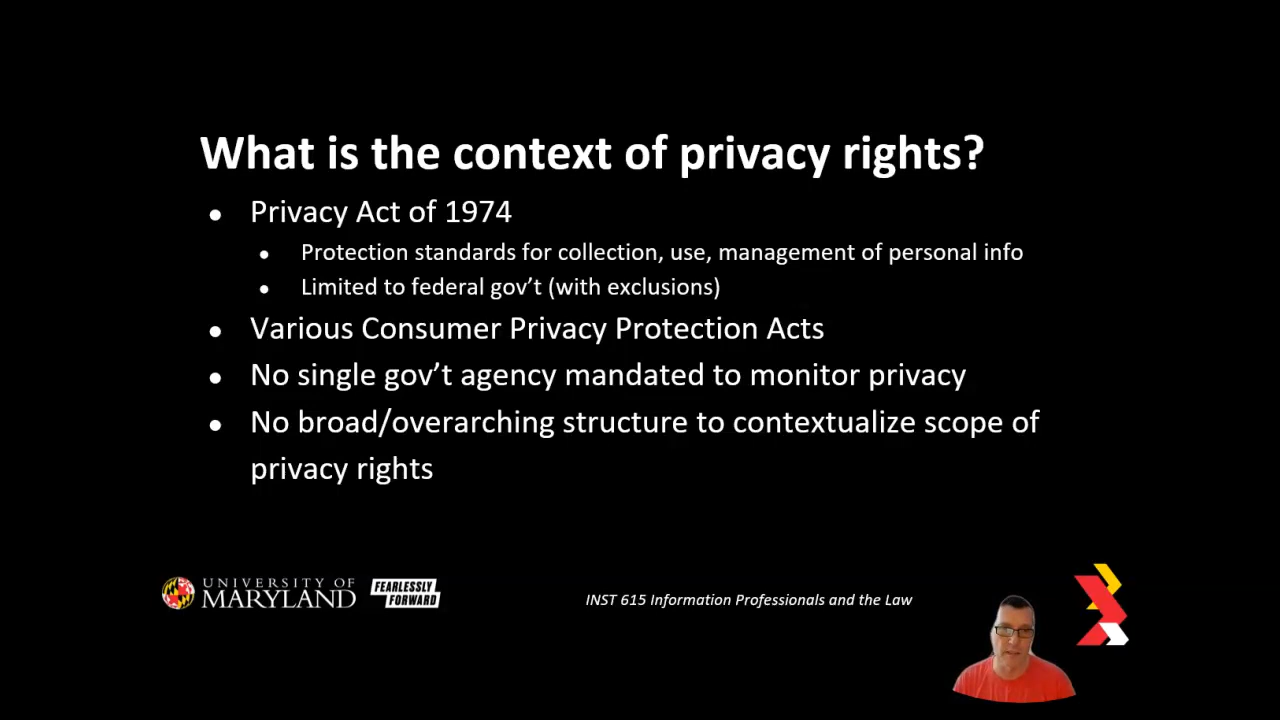 What is the context of privacy rights?
● Privacy Act of 1974
● Protection standards for collection, use, management of personal info
● Limited to federal gov’t (with exclusions)
● Various Consumer Privacy Protection Acts
● No single gov’t agency mandated to monitor privacy
● No broad/overarching structure to contextualize scope of
privacy rights
UNIVERSITY OF
MARYLAND
FEARLESSLY
FORWARD
INST 615 Information Professionals and the Law